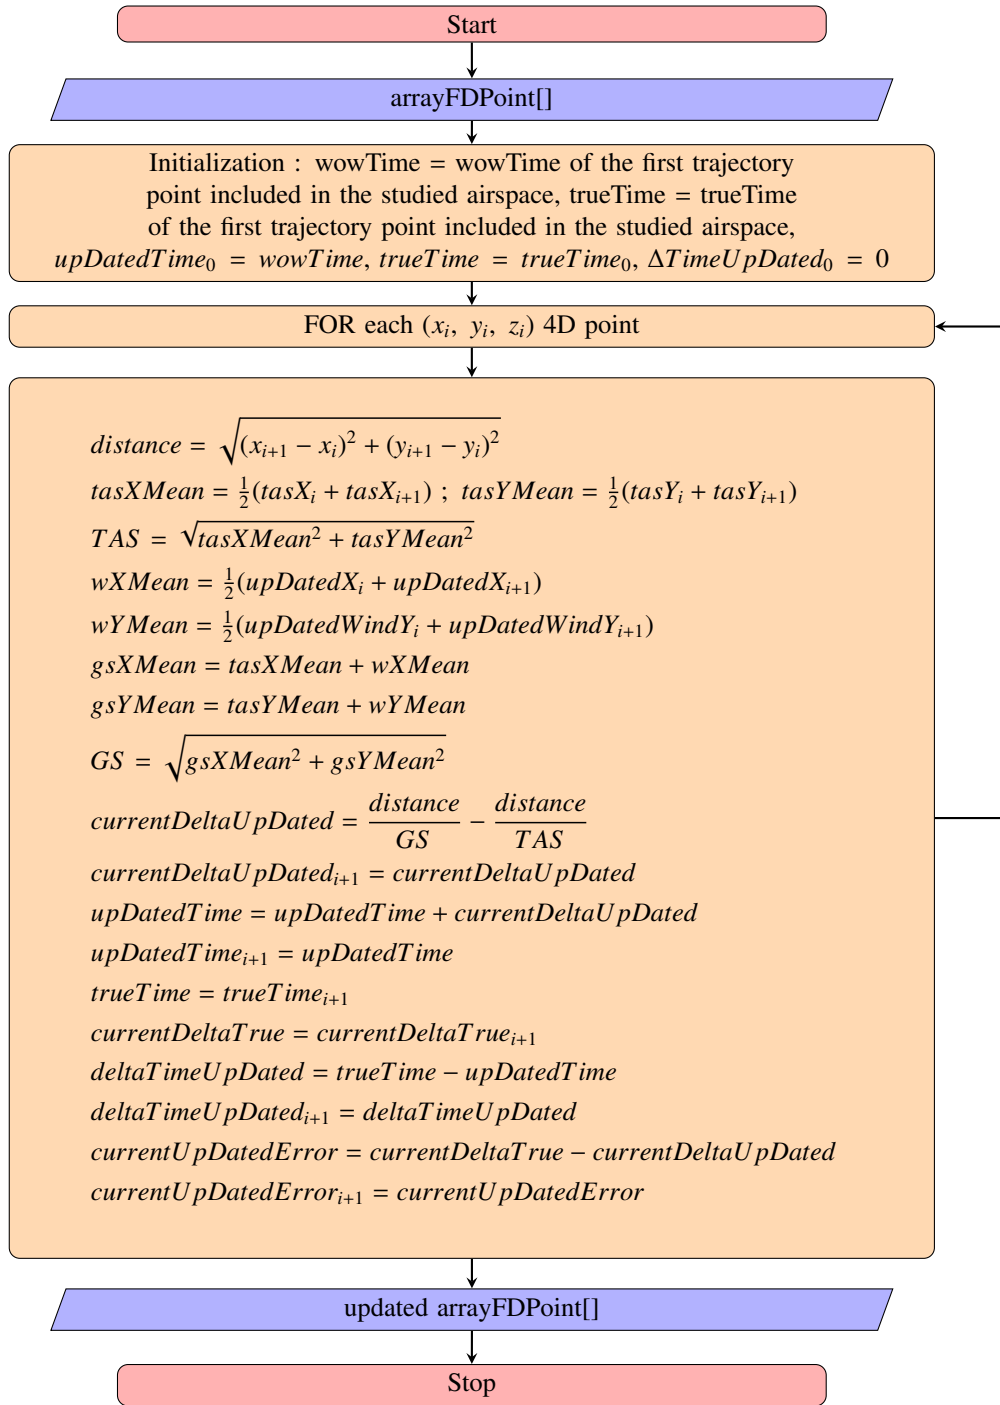 Start
arrayFDPoint[]
Initialization : wowTime = wowTime of the first trajectory
point included in the studied airspace, trueTime = trueTime
of the first trajectory point included in the studied airspace,
upDatedTime₀ = wowTime, trueTime = trueTime₀, ΔTimeUpDated₀ = 0
FOR each (xᵢ, yᵢ, zᵢ) 4D point
distance = √((xᵢ₊₁ − xᵢ)² + (yᵢ₊₁ − yᵢ)²)
tasXMean = ½(tasXᵢ + tasXᵢ₊₁) ; tasYMean = ½(tasYᵢ + tasYᵢ₊₁)
TAS = √(tasXMean² + tasYMean²)
wXMean = ½(upDatedXᵢ + upDatedXᵢ₊₁)
wYMean = ½(upDatedWindYᵢ + upDatedWindYᵢ₊₁)
gsXMean = tasXMean + wXMean
gsYMean = tasYMean + wYMean
GS = √(gsXMean² + gsYMean²)
currentDeltaUpDated = distance/GS − distance/TAS
currentDeltaUpDatedᵢ₊₁ = currentDeltaUpDated
upDatedTime = upDatedTime + currentDeltaUpDated
upDatedTimeᵢ₊₁ = upDatedTime
trueTime = trueTimeᵢ₊₁
currentDeltaTrue = currentDeltaTrueᵢ₊₁
deltaTimeUpDated = trueTime − upDatedTime
deltaTimeUpDatedᵢ₊₁ = deltaTimeUpDated
currentUpDatedError = currentDeltaTrue − currentDeltaUpDated
currentUpDatedErrorᵢ₊₁ = currentUpDatedError
updated arrayFDPoint[]
Stop